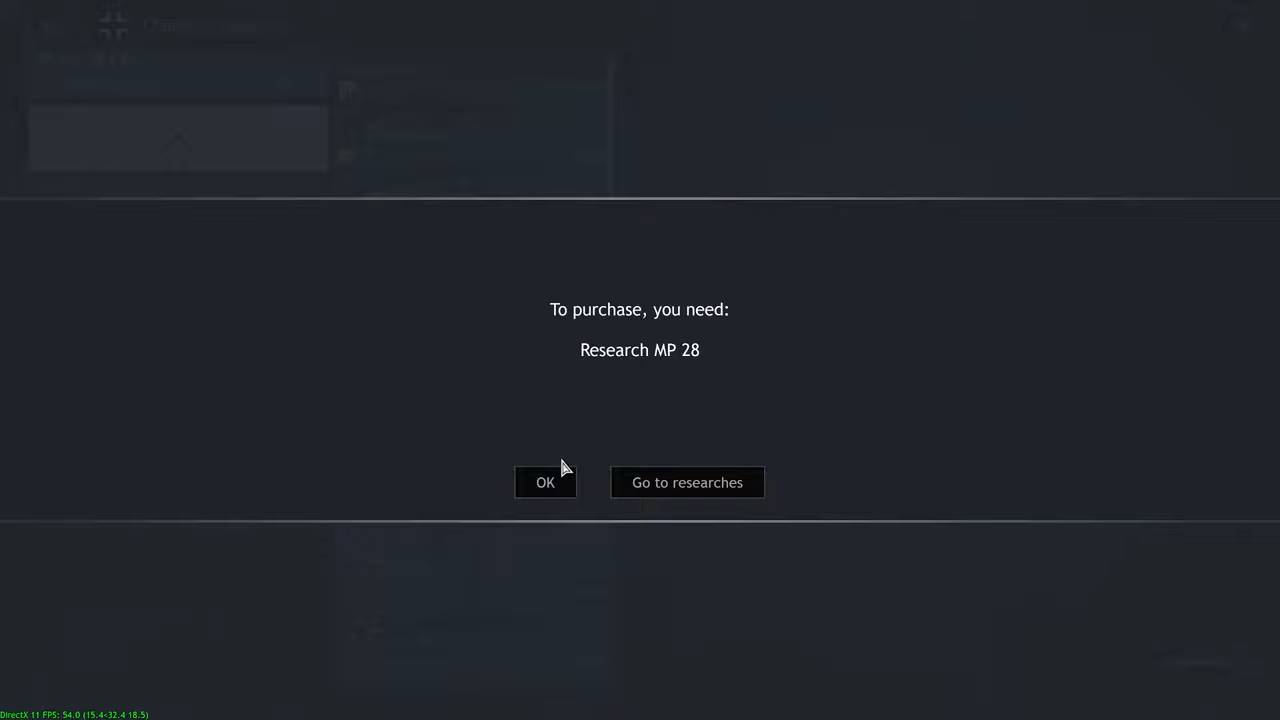 To purchase, you need:
Research MP 28
OK
Go to researches
DirectX 11 FPS: 54.0 (15.4<32.4 18.5)